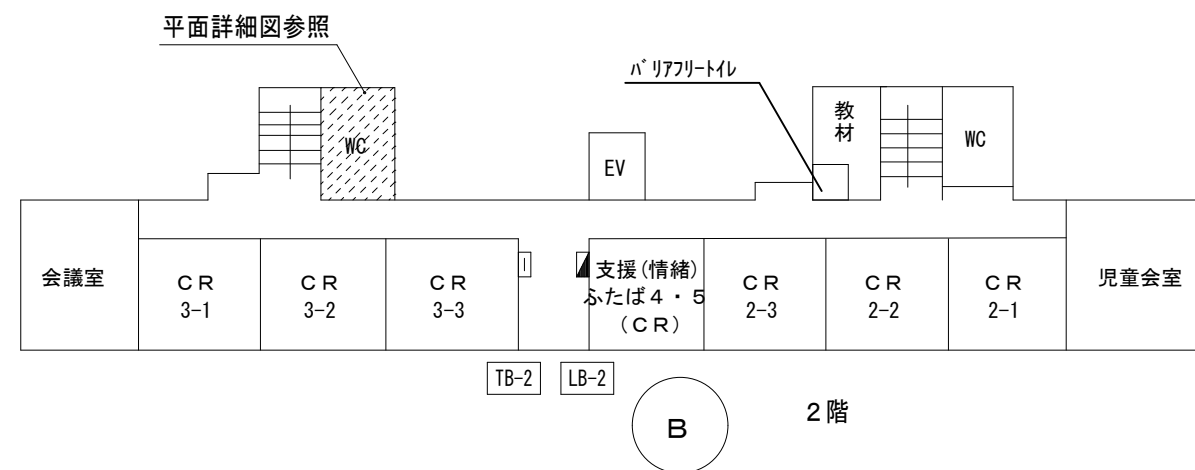 平面詳細図参照
バリアフリートイレ
教
材
WC
WC
EV
会議室
ＣＲ
3-1
ＣＲ
3-2
ＣＲ
3-3
支援(情緒)
ふたば４・５
(ＣＲ)
ＣＲ
2-3
ＣＲ
2-2
ＣＲ
2-1
児童会室
TB-2
LB-2
B
２階